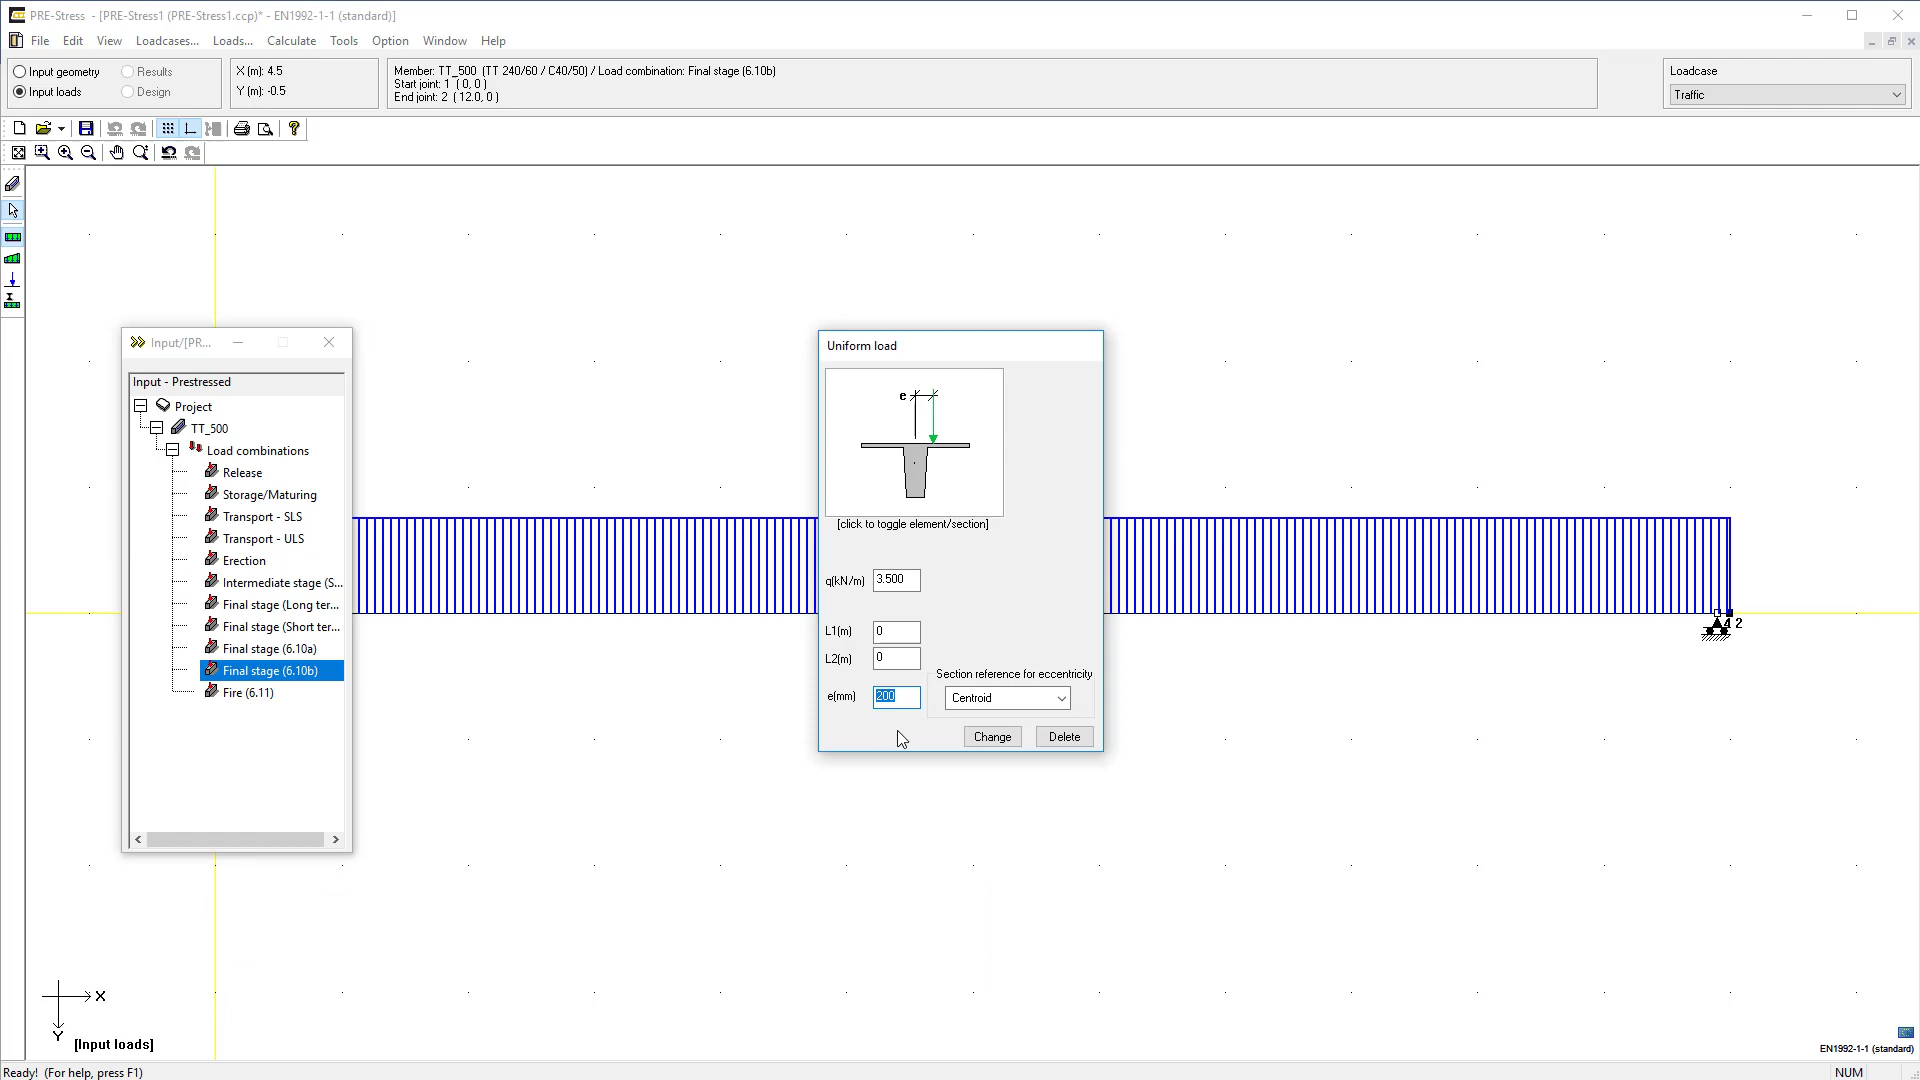 PRE-Stress - [PRE-Stress1 (PRE-Stress1.ccp)* - EN1992-1-1 (standard)]
File Edit View Loadcases... Loads... Calculate Tools Option Window Help
Input geometry Results
Input loads Design
X (m): 4.5
Y (m): -0.5
Member: TT_500 (TT 240/60 / C40/50) / Load combination: Final stage (6.10b)
Start joint: 1 ( 0, 0 )
End joint: 2 ( 12.0, 0 )
Loadcase
Traffic
Input/[PR...
Input - Prestressed
Project
TT_500
Load combinations
Release
Storage/Maturing
Transport - SLS
Transport - ULS
Erection
Intermediate stage (S...
Final stage (Long ter...
Final stage (Short ter...
Final stage (6.10a)
Final stage (6.10b)
Fire (6.11)
Uniform load
e
[click to toggle element/section]
q(kN/m) 3.500
L1(m) 0
L2(m) 0
Section reference for eccentricity
e(mm) 200 Centroid
Change Delete
4 2
X
Y
[Input loads]
EN1992-1-1 (standard)
Ready! (For help, press F1) NUM